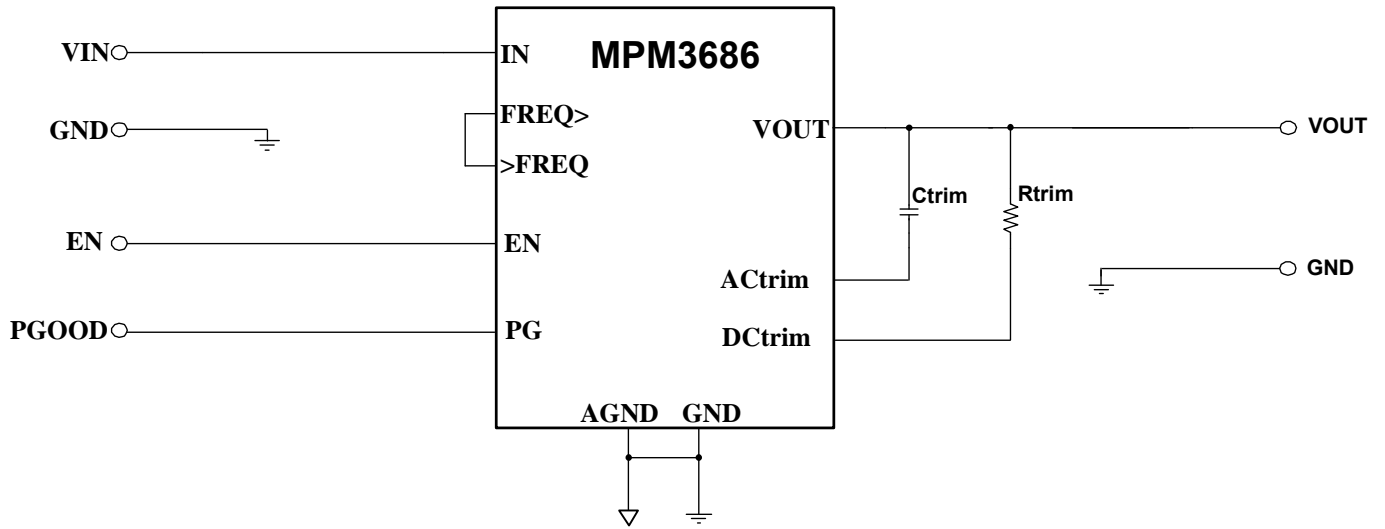 MPM3686
VIN
IN
FREQ>
GND
VOUT
VOUT
>FREQ
Ctrim
Rtrim
EN
EN
ACtrim
GND
PGOOD
PG
DCtrim
AGND
GND